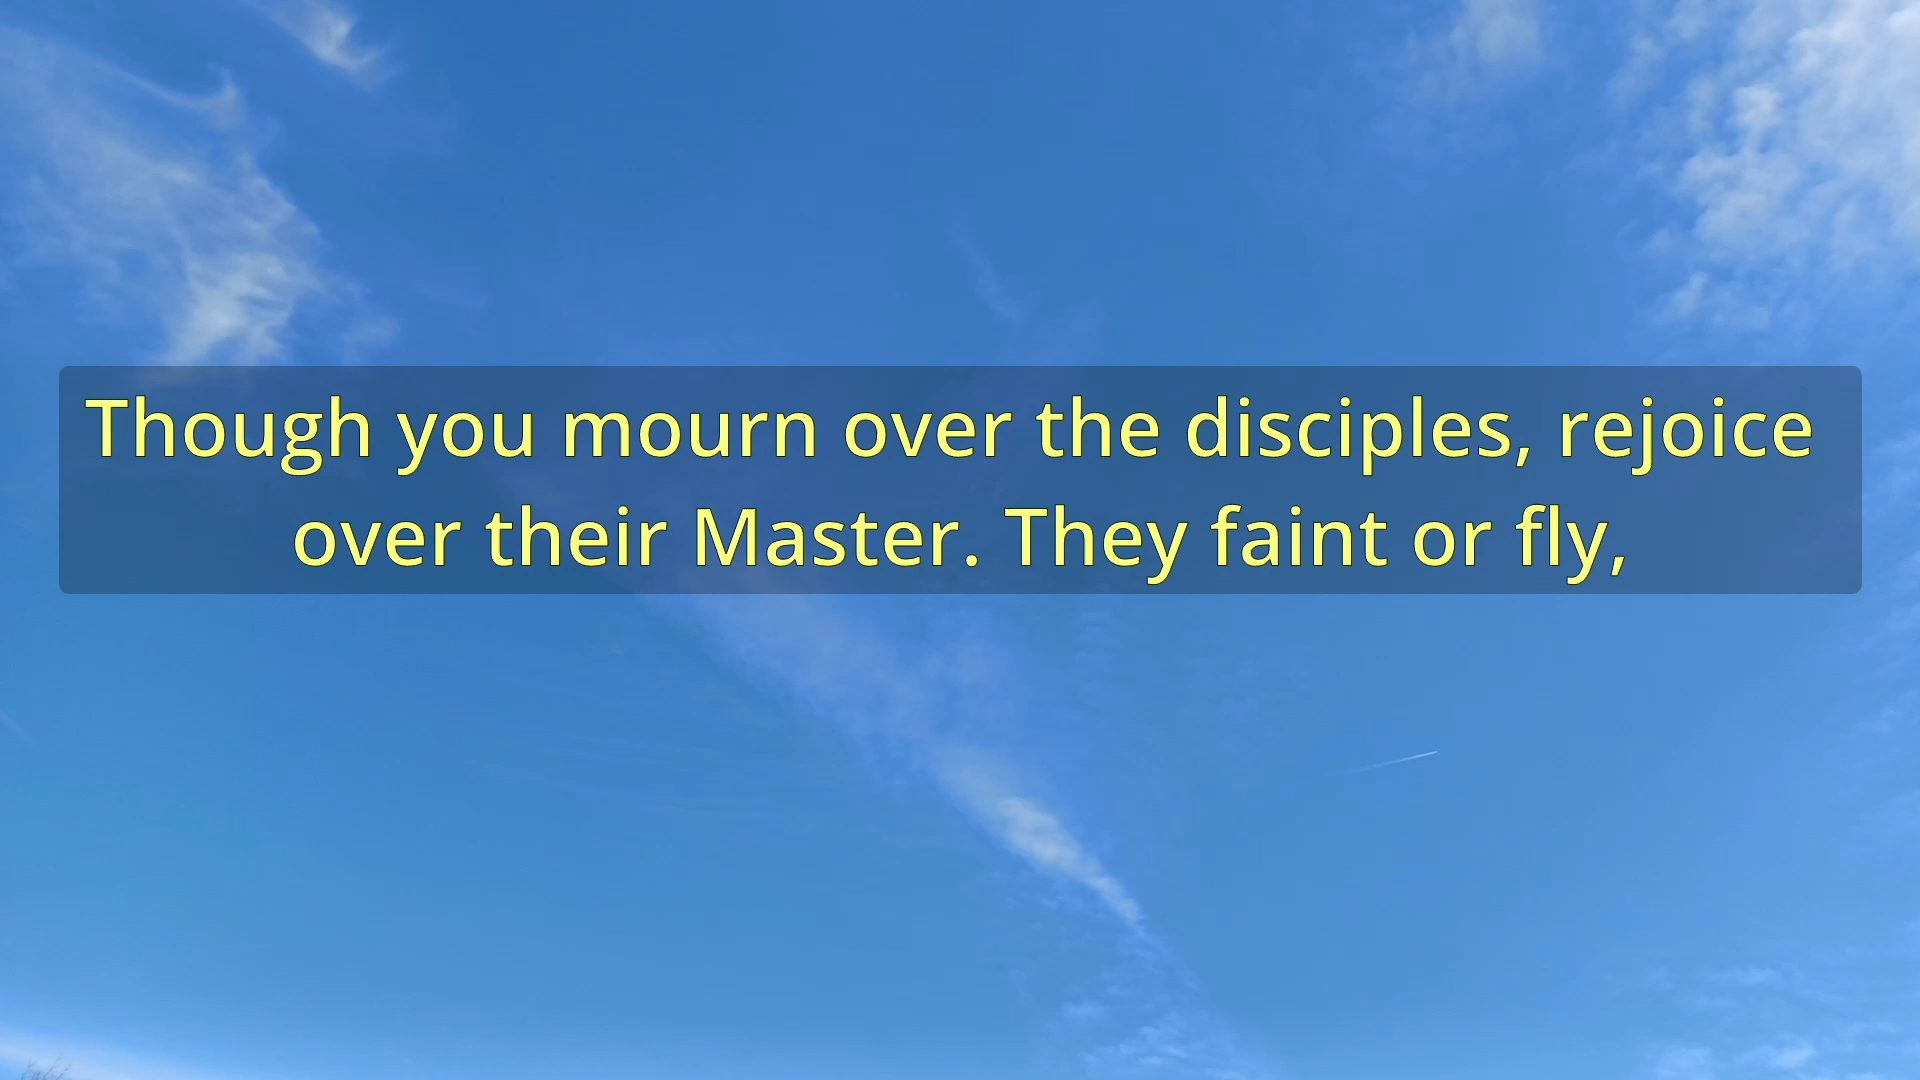 Though you mourn over the disciples, rejoice
over their Master. They faint or fly,